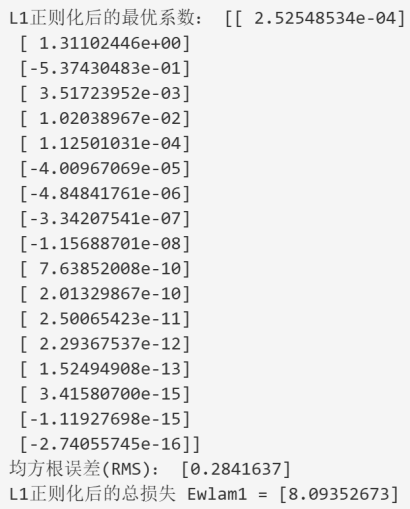 L1正则化后的最优系数: [[ 2.52548534e-04]
[ 1.31102446e+00]
[-5.37430483e-01]
[ 3.51723952e-03]
[ 1.02038967e-02]
[ 1.12501031e-04]
[-4.00967069e-05]
[-4.84841761e-06]
[-3.34207541e-07]
[-1.15688701e-08]
[ 7.63852008e-10]
[ 2.01329867e-10]
[ 2.50065423e-11]
[ 2.29367537e-12]
[ 1.52494908e-13]
[ 3.41580700e-15]
[-1.11927698e-15]
[-2.74055745e-16]]
均方根误差(RMS): [0.2841637]
L1正则化后的总损失 Ewlam1 = [8.09352673]